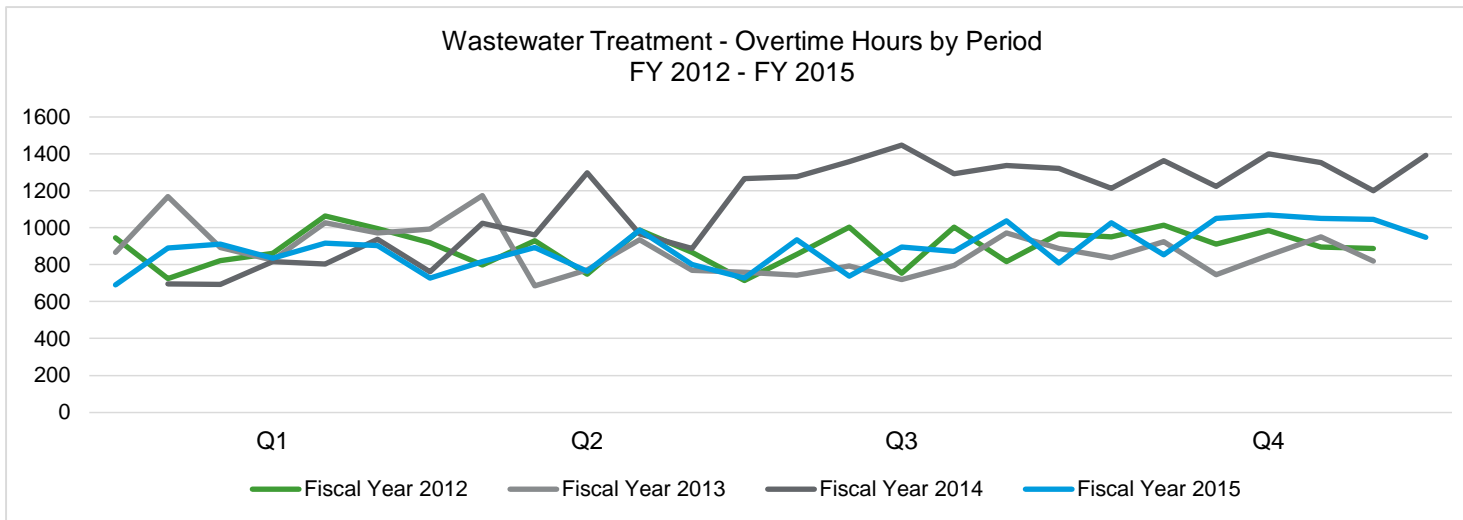 Wastewater Treatment - Overtime Hours by Period
FY 2012 - FY 2015
1600
1400
1200
1000
800
600
400
200
0
Q1 Q2 Q3 Q4
Fiscal Year 2012 Fiscal Year 2013 Fiscal Year 2014 Fiscal Year 2015